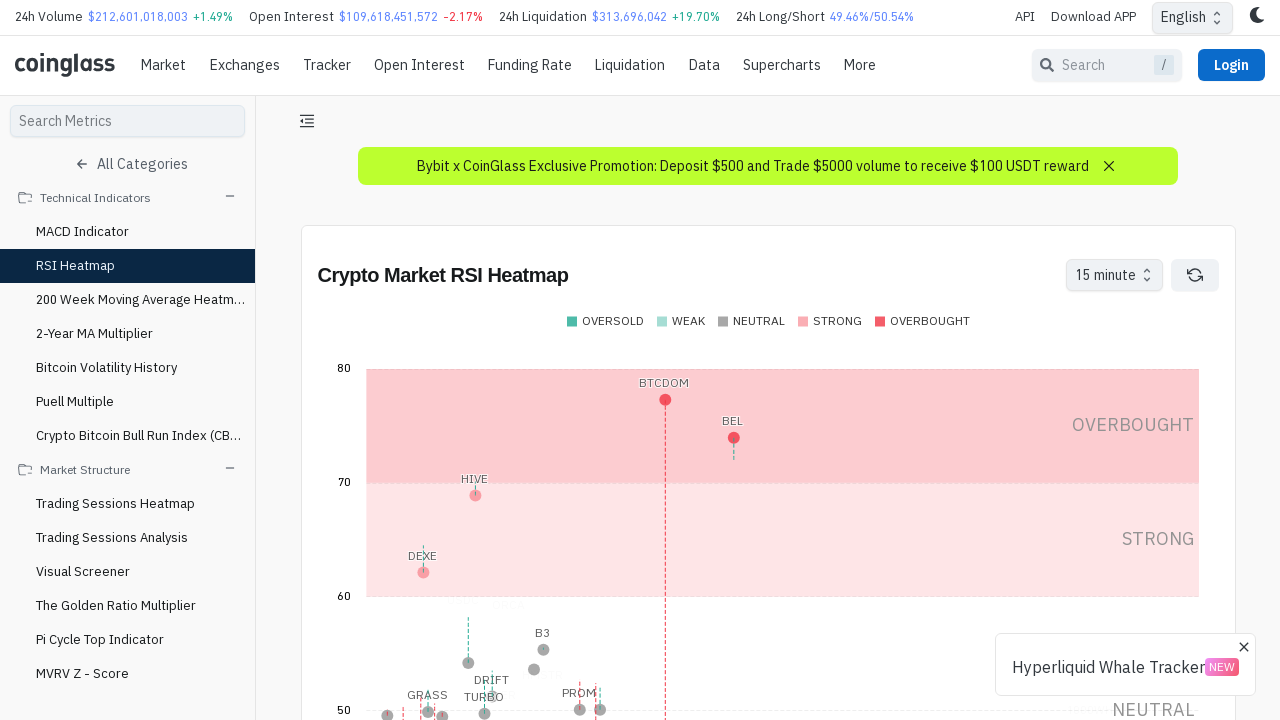 24h Volume $212,601,018,003 +1.49% Open Interest $109,618,451,572 -2.17% 24h Liquidation $313,696,042 +19.70% 24h Long/Short 49.46%/50.54% API Download APP English
coinglass Market Exchanges Tracker Open Interest Funding Rate Liquidation Data Supercharts More Search / Login
Search Metrics
All Categories
Technical Indicators
MACD Indicator
RSI Heatmap
200 Week Moving Average Heatm...
2-Year MA Multiplier
Bitcoin Volatility History
Puell Multiple
Crypto Bitcoin Bull Run Index (CB...
Market Structure
Trading Sessions Heatmap
Trading Sessions Analysis
Visual Screener
The Golden Ratio Multiplier
Pi Cycle Top Indicator
MVRV Z - Score
Bybit x CoinGlass Exclusive Promotion: Deposit $500 and Trade $5000 volume to receive $100 USDT reward
Crypto Market RSI Heatmap 15 minute
OVERSOLD WEAK NEUTRAL STRONG OVERBOUGHT
80
BTCDOM
BEL
OVERBOUGHT
HIVE
70
STRONG
DEXE
60
B3
DRIFT
GRASS TURBO PROM
50 NEUTRAL
Hyperliquid Whale Tracker NEW